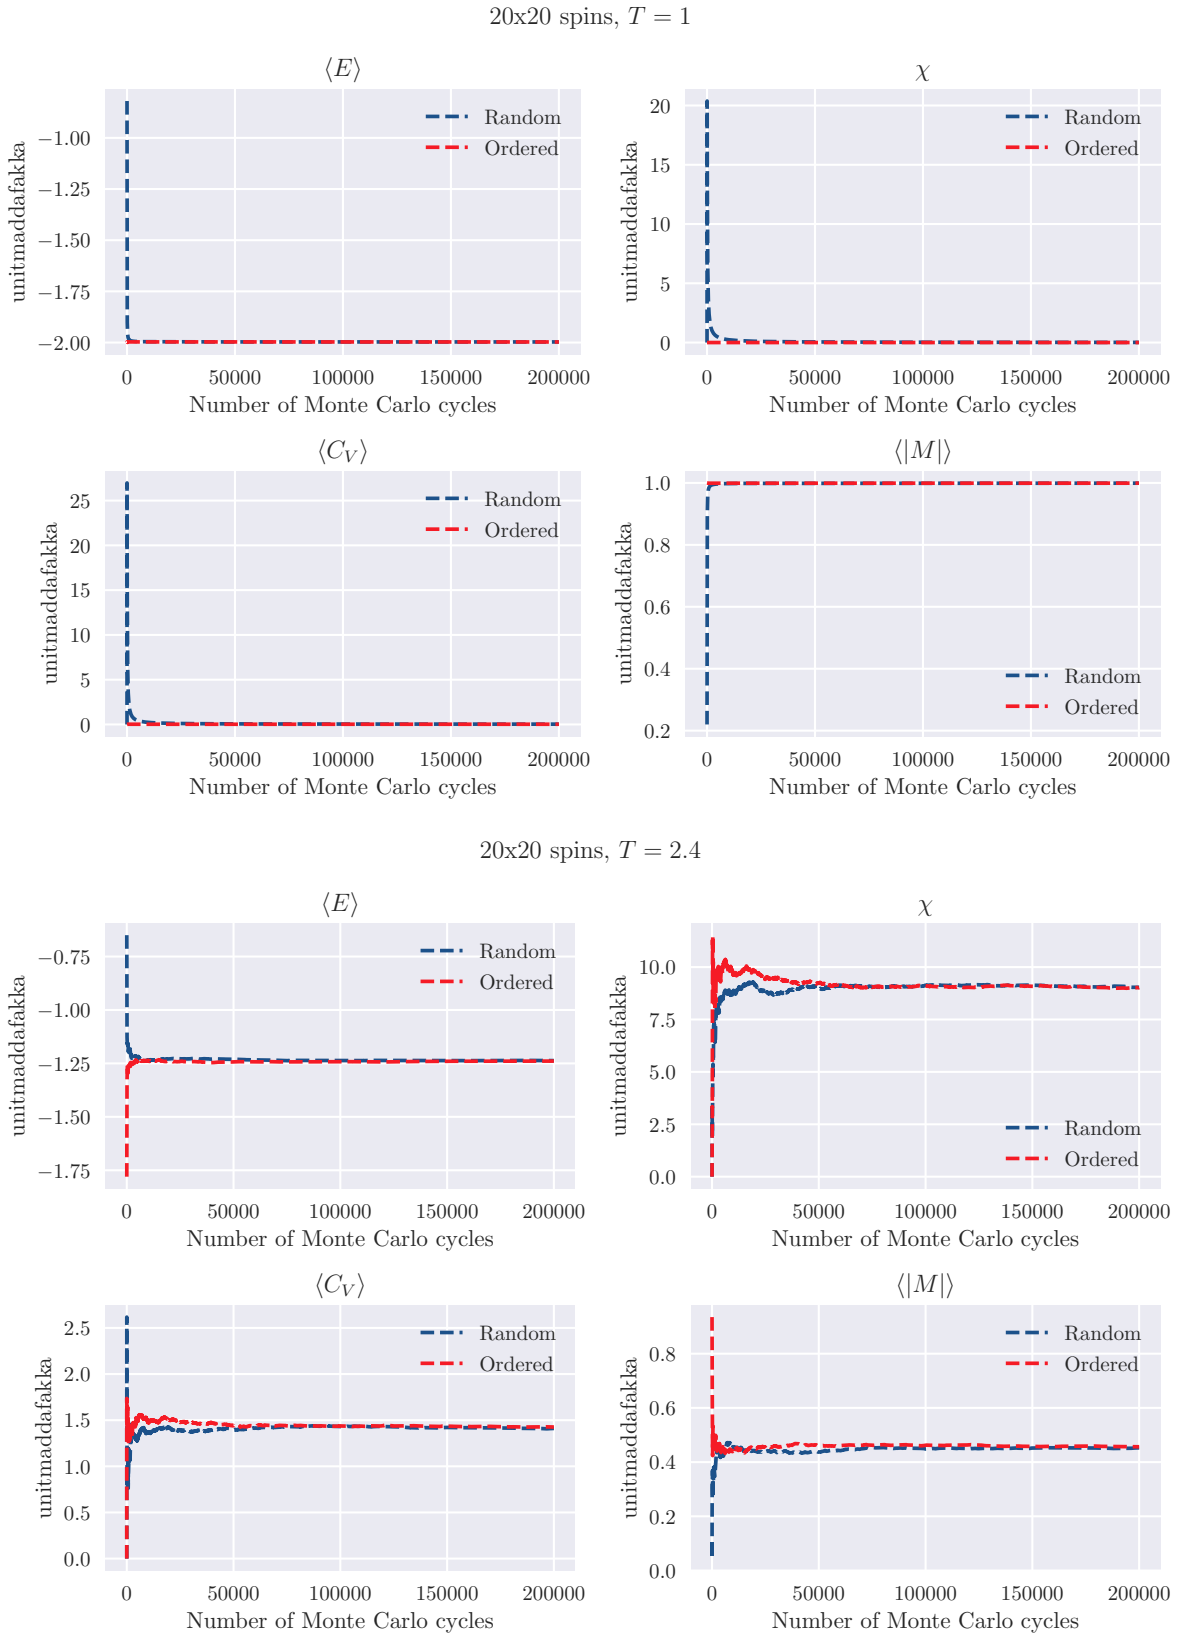 20x20 spins, T = 1
⟨E⟩
unitmaddafakka
−1.00
−1.25
−1.50
−1.75
−2.00
Random
Ordered
0 50000 100000 150000 200000
Number of Monte Carlo cycles
χ
unitmaddafakka
20
15
10
5
0
Random
Ordered
0 50000 100000 150000 200000
Number of Monte Carlo cycles
⟨C_V⟩
unitmaddafakka
25
20
15
10
5
0
Random
Ordered
0 50000 100000 150000 200000
Number of Monte Carlo cycles
⟨|M|⟩
unitmaddafakka
1.0
0.8
0.6
0.4
0.2
Random
Ordered
0 50000 100000 150000 200000
Number of Monte Carlo cycles
20x20 spins, T = 2.4
⟨E⟩
unitmaddafakka
−0.75
−1.00
−1.25
−1.50
−1.75
Random
Ordered
0 50000 100000 150000 200000
Number of Monte Carlo cycles
χ
unitmaddafakka
10.0
7.5
5.0
2.5
0.0
Random
Ordered
0 50000 100000 150000 200000
Number of Monte Carlo cycles
⟨C_V⟩
unitmaddafakka
2.5
2.0
1.5
1.0
0.5
0.0
Random
Ordered
0 50000 100000 150000 200000
Number of Monte Carlo cycles
⟨|M|⟩
unitmaddafakka
0.8
0.6
0.4
0.2
0.0
Random
Ordered
0 50000 100000 150000 200000
Number of Monte Carlo cycles